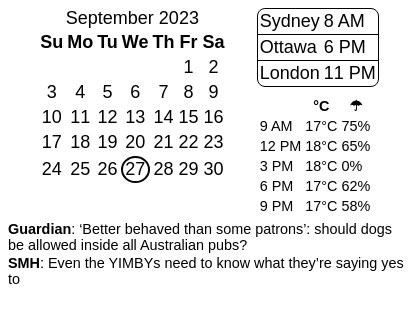 September 2023
Su Mo Tu We Th Fr Sa
1 2
3 4 5 6 7 8 9
10 11 12 13 14 15 16
17 18 19 20 21 22 23
24 25 26 27 28 29 30
Sydney 8 AM
Ottawa 6 PM
London 11 PM
°C ☂
9 AM 17°C 75%
12 PM 18°C 65%
3 PM 18°C 0%
6 PM 17°C 62%
9 PM 17°C 58%
Guardian: ‘Better behaved than some patrons’: should dogs
be allowed inside all Australian pubs?
SMH: Even the YIMBYs need to know what they’re saying yes
to